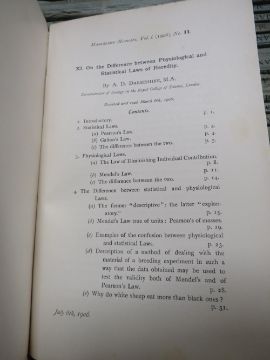 Manchester Memoirs, Vol. l. (1906), No. 11
XI. On the Difference between Physiological and
Statistical Laws of Heredity.
By A. D. Darbishire, M.A.
Demonstrator of Zoology in the Royal College of Science, London.
Received and read March 6th, 1906.
Contents.
1. Introductory. p. 1.
2. Statistical Laws. p. 2.
(a) Pearson's Law. p. 3.
(b) Galton's Law. p. 5.
(c) The difference between the two. p. 7.
3. Physiological Laws.
(a) The Law of Diminishing Individual Contribution.
p. 8.
(b) Mendel's Law. p. 11.
(c) The difference between the two. p. 14.
4. The Difference between statistical and physiological
Laws.
(a) The former "descriptive"; the latter "explan-
atory." p. 15.
(b) Mendel's Law true of units: Pearson's of masses.
p. 19.
(c) Examples of the confusion between physiological
and statistical Laws. p. 23.
(d) Description of a method of dealing with the
material of a breeding experiment in such a
way that the data obtained may be used to
test the validity both of Mendel's and of
Pearson's Law. p. 28.
(e) Why do white sheep eat more than black ones?
p. 31.
July 6th, 1906.